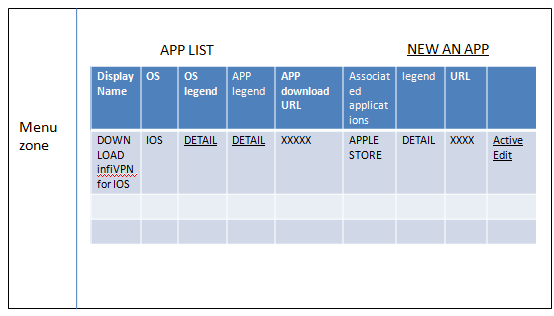 APP LIST
NEW AN APP
Menu
zone
Display
Name
OS
OS
legend
APP
legend
APP
download
URL
Associat
ed
applicat
ions
legend
URL
DOWN
LOAD
infiVPN
for IOS
IOS
DETAIL
DETAIL
XXXXX
APPLE
STORE
DETAIL
XXXX
Active
Edit